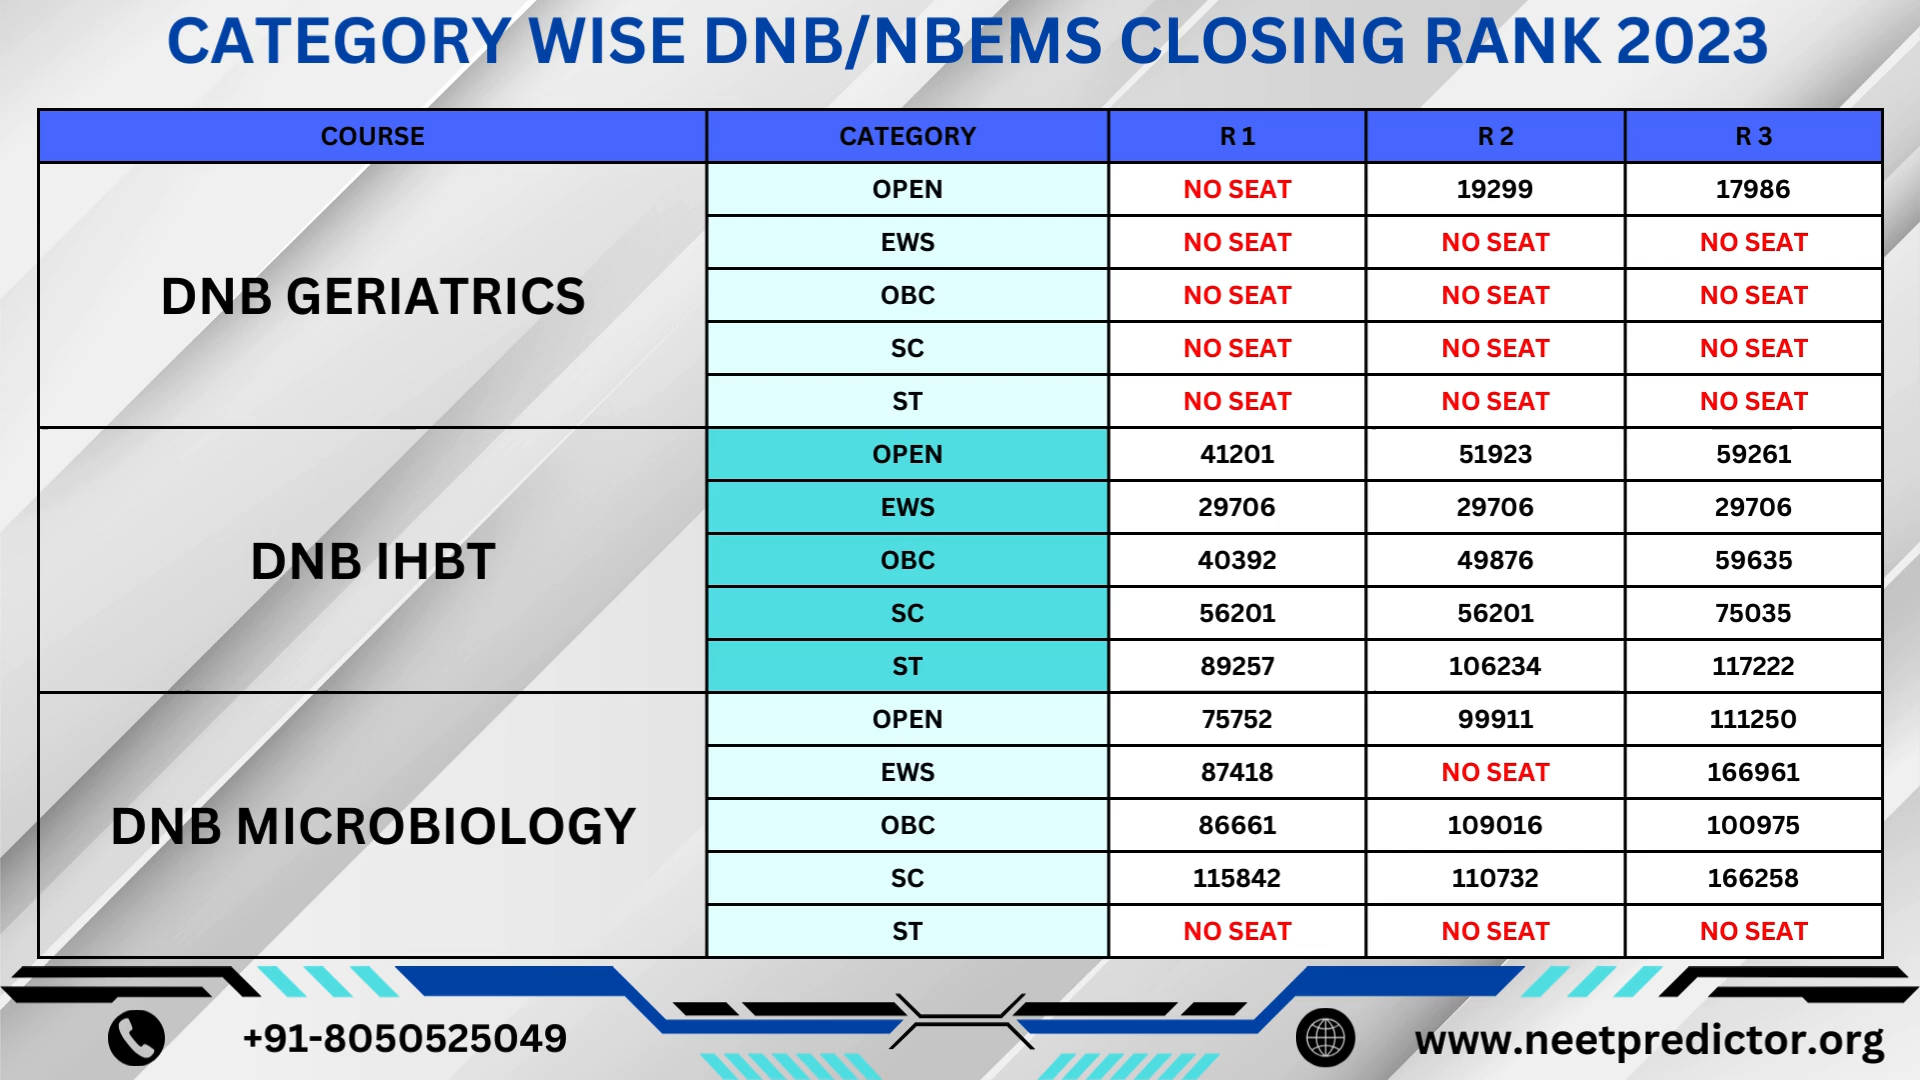 CATEGORY WISE DNB/NBEMS CLOSING RANK 2023
COURSE CATEGORY R 1 R 2 R 3
DNB GERIATRICS
OPEN NO SEAT 19299 17986
EWS NO SEAT NO SEAT NO SEAT
OBC NO SEAT NO SEAT NO SEAT
SC NO SEAT NO SEAT NO SEAT
ST NO SEAT NO SEAT NO SEAT
DNB IHBT
OPEN 41201 51923 59261
EWS 29706 29706 29706
OBC 40392 49876 59635
SC 56201 56201 75035
ST 89257 106234 117222
DNB MICROBIOLOGY
OPEN 75752 99911 111250
EWS 87418 NO SEAT 166961
OBC 86661 109016 100975
SC 115842 110732 166258
ST NO SEAT NO SEAT NO SEAT
+91-8050525049 www.neetpredictor.org